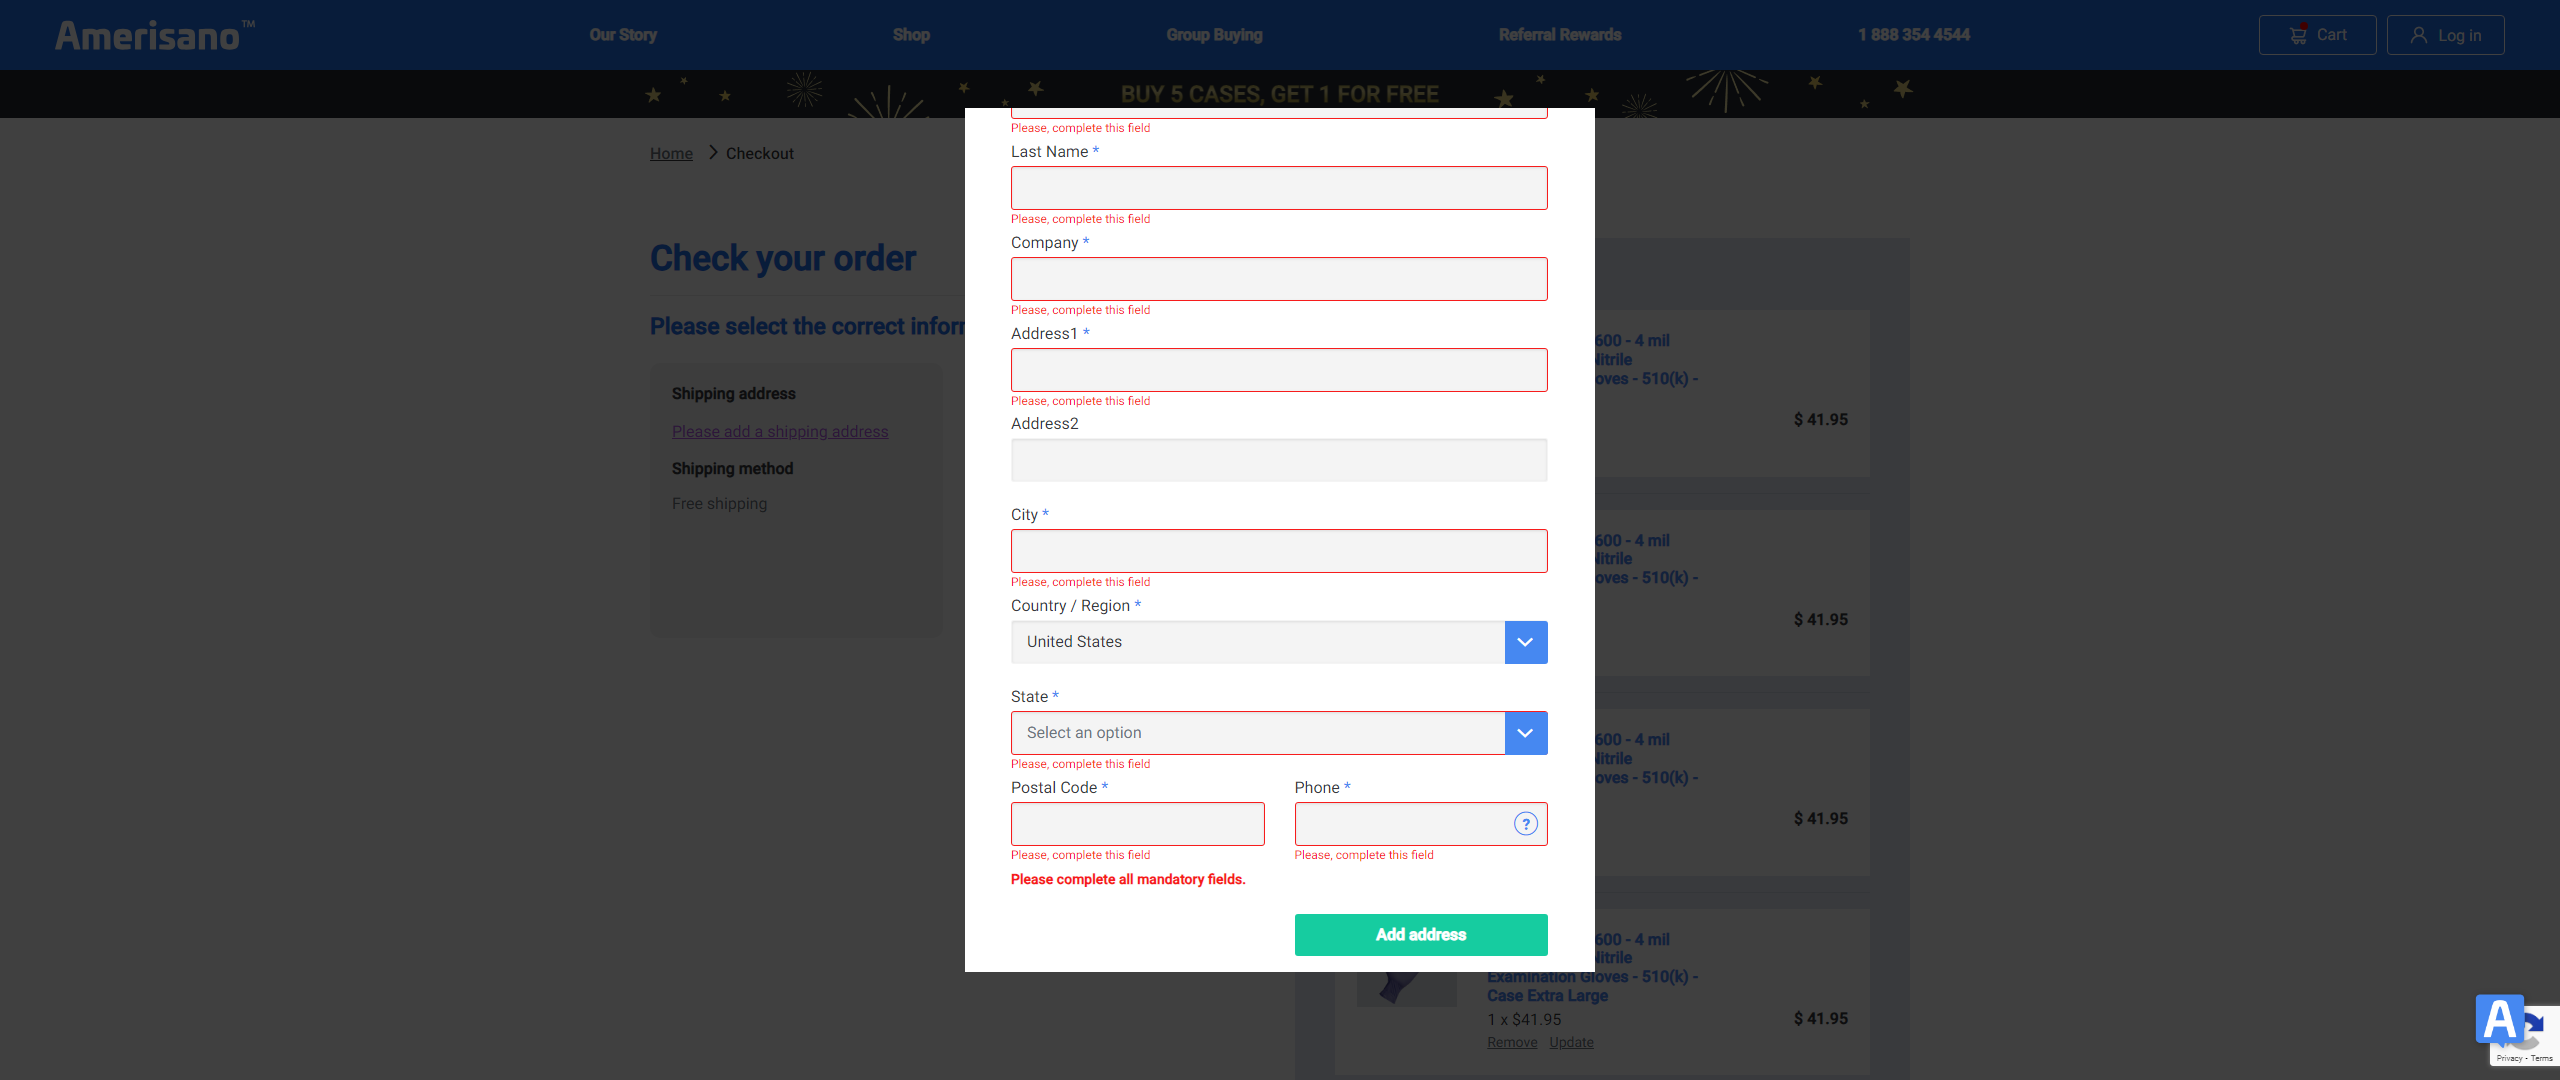 Amerisano™
Our Story
Shop
Group Buying
Referral Rewards
1 888 354 4544
Cart
Log in
BUY 5 CASES, GET 1 FOR FREE
Home
Checkout
Check your order
Please select the correct infor
Shipping address
Please add a shipping address
Shipping method
Free shipping
Please, complete this field
Last Name *
Please, complete this field
Company *
Please, complete this field
Address1 *
Please, complete this field
Address2
City *
Please, complete this field
Country / Region *
United States
State *
Select an option
Please, complete this field
Postal Code *
Phone *
?
Please, complete this field
Please, complete this field
Please complete all mandatory fields.
Add address
600 - 4 mil
Nitrile
oves - 510(k) -
$ 41.95
600 - 4 mil
Nitrile
oves - 510(k) -
$ 41.95
600 - 4 mil
Nitrile
oves - 510(k) -
$ 41.95
600 - 4 mil
Nitrile
Examination Gloves - 510(k) -
Case Extra Large
1 x $41.95
$ 41.95
Remove
Update
A
Privacy - Terms